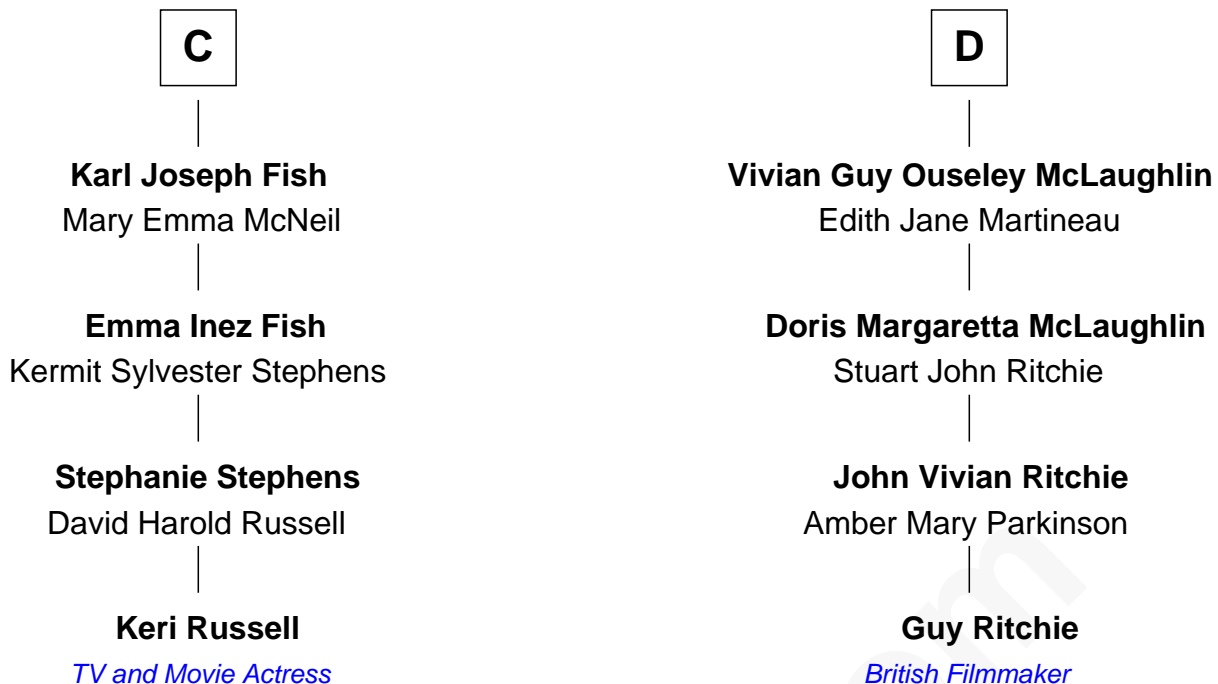 C
Karl Joseph Fish
Mary Emma McNeil
Emma Inez Fish
Kermit Sylvester Stephens
Stephanie Stephens
David Harold Russell
Keri Russell
TV and Movie Actress
D
Vivian Guy Ouseley McLaughlin
Edith Jane Martineau
Doris Margaretta McLaughlin
Stuart John Ritchie
John Vivian Ritchie
Amber Mary Parkinson
Guy Ritchie
British Filmmaker